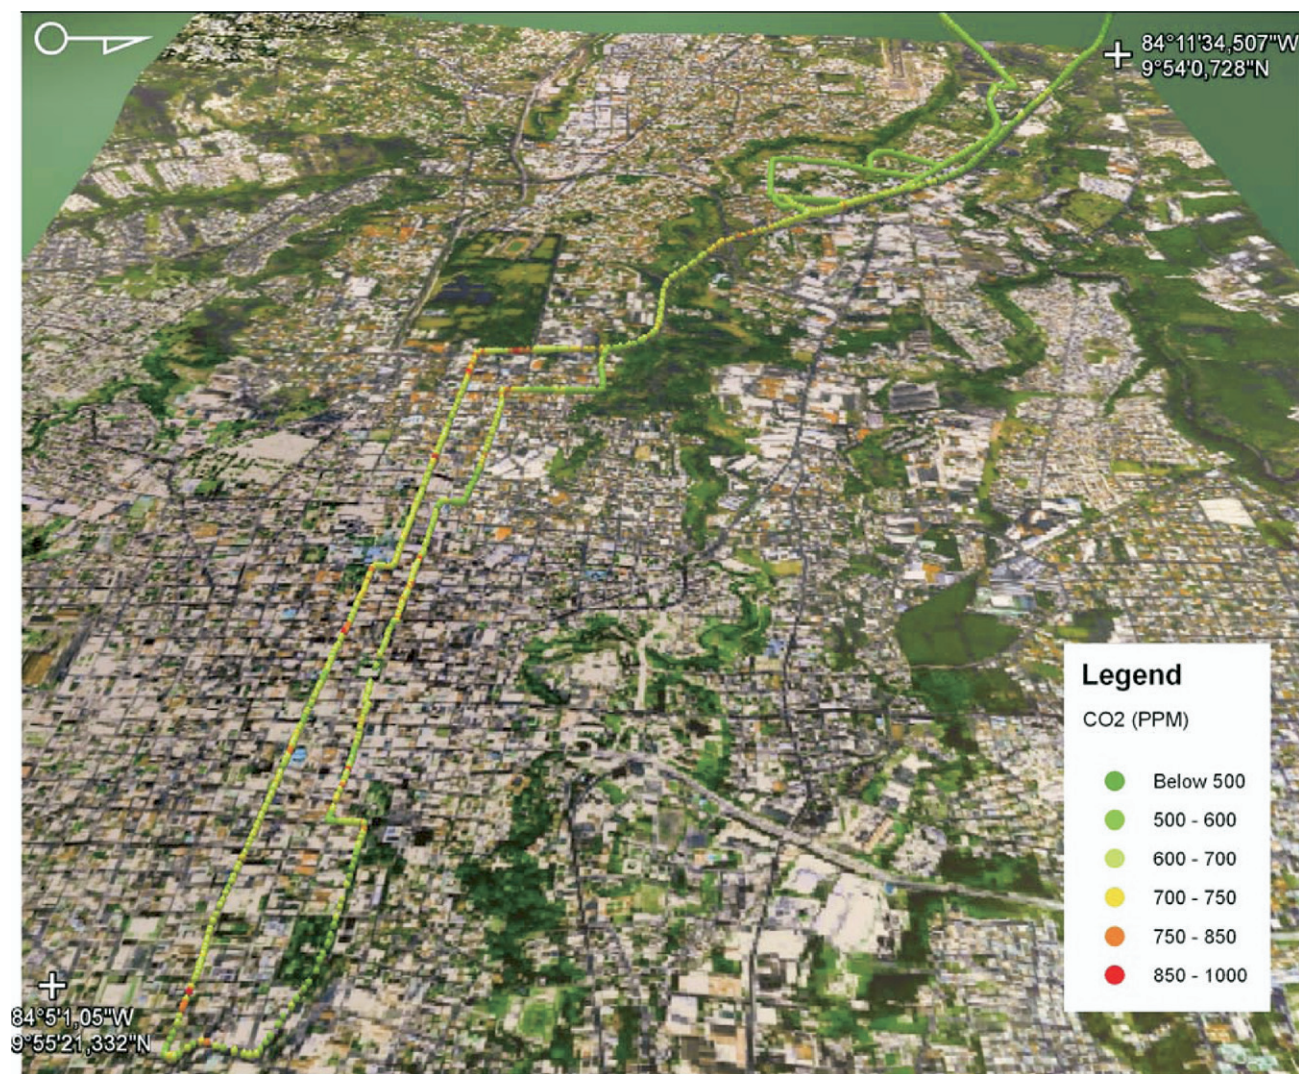 84°11'34,507"W
9°54'0,728"N
Legend
CO2 (PPM)
Below 500
500 - 600
600 - 700
700 - 750
750 - 850
850 - 1000
84°5'1,05"W
9°55'21,332"N